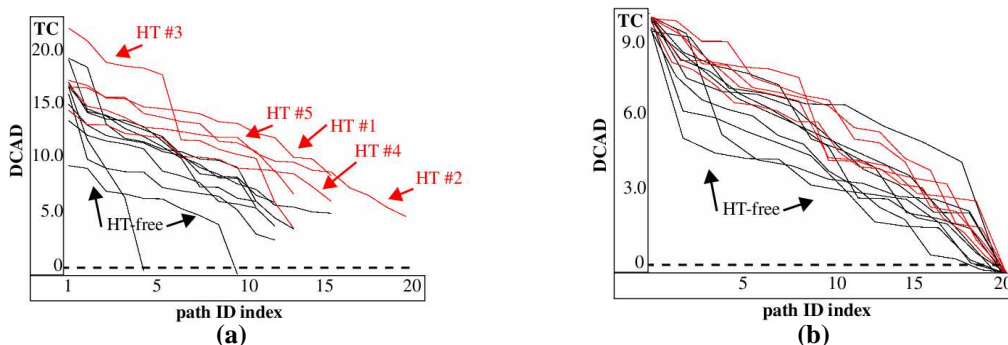 TC
20.0
15.0
10.0
5.0
0
DCAD
HT #3
HT #5
HT #1
HT #4
HT #2
HT-free
1 5 10 15 20
path ID index
(a)
TC
9.0
6.0
3.0
0
DCAD
HT-free
5 10 15 20
path ID index
(b)